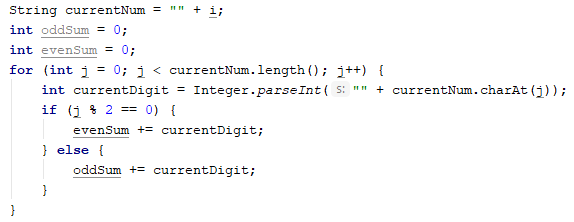 String currentNum = "" + i;
int oddSum = 0;
int evenSum = 0;
for (int j = 0; j < currentNum.length(); j++) {
    int currentDigit = Integer.parseInt( s: "" + currentNum.charAt(j));
    if (j % 2 == 0) {
        evenSum += currentDigit;
    } else {
        oddSum += currentDigit;
    }
}